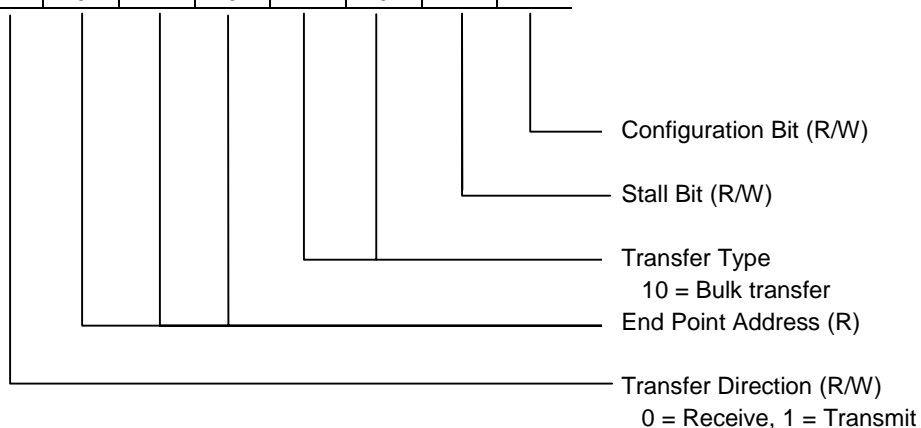 Configuration Bit (R/W)
Stall Bit (R/W)
Transfer Type
10 = Bulk transfer
End Point Address (R)
Transfer Direction (R/W)
0 = Receive, 1 = Transmit